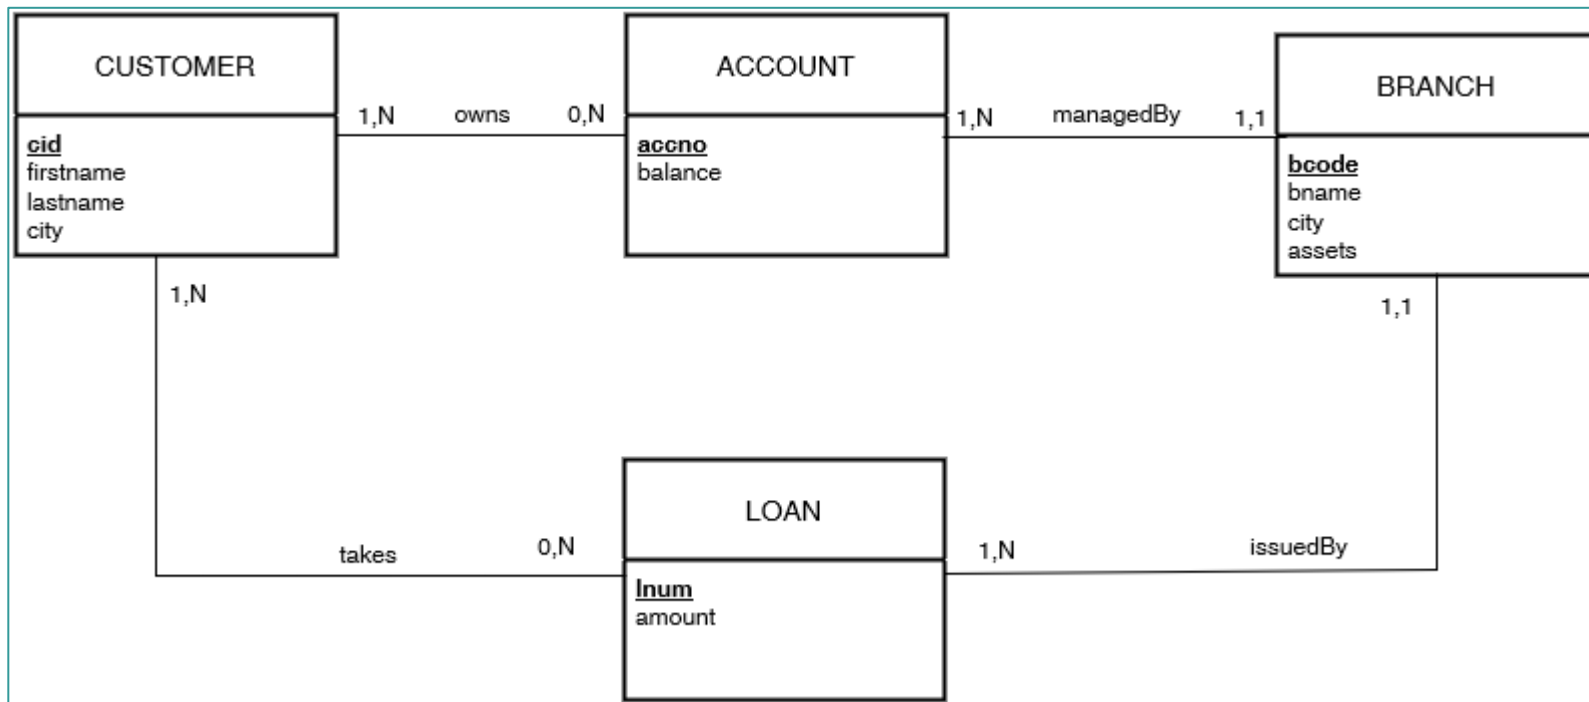 CUSTOMER
cid
firstname
lastname
city
1,N owns 0,N
ACCOUNT
accno
balance
1,N managedBy 1,1
BRANCH
bcode
bname
city
assets
1,N
1,1
takes 0,N
LOAN
lnum
amount
1,N issuedBy